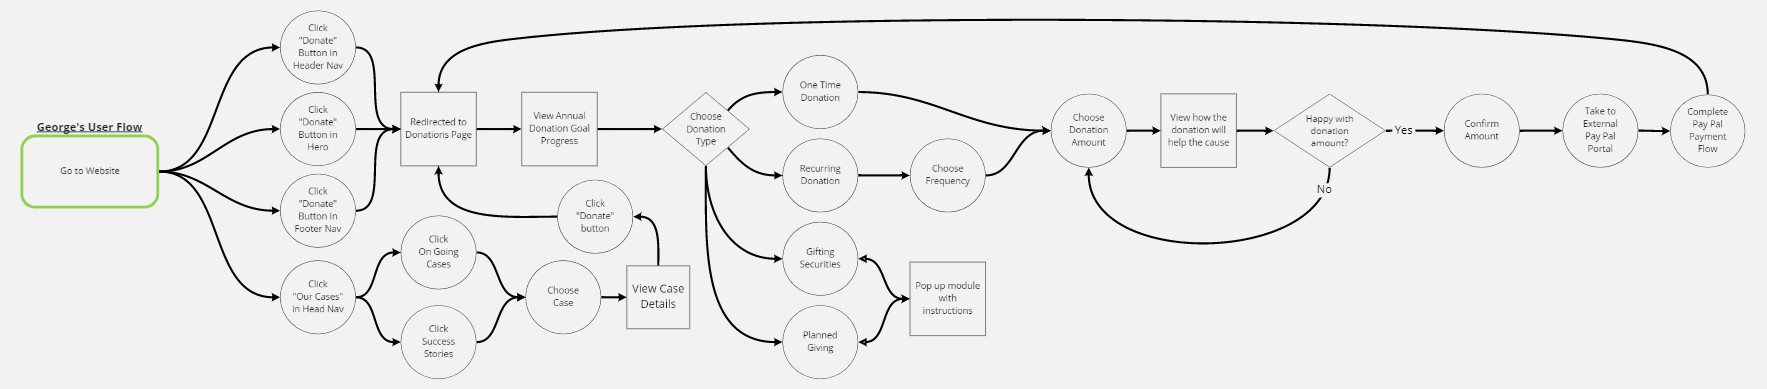 George's User Flow
Go to Website
Click
"Donate"
Button in
Header Nav
Click
"Donate"
Button in
Hero
Click
"Donate"
Button in
Footer Nav
Click
"Our Cases"
in Head Nav
Redirected to
Donations Page
Click
On Going
Cases
Click
Success
Stories
Choose
Case
View Case
Details
Click
"Donate"
button
View Annual
Donation Goal
Progress
Choose
Donation
Type
One Time
Donation
Recurring
Donation
Choose
Frequency
Gifting
Securities
Planned
Giving
Pop up module
with
instructions
Choose
Donation
Amount
View how the
donation will
help the cause
Happy with
donation
amount?
Yes
No
Confirm
Amount
Take to
External
Pay Pal
Portal
Complete
Pay Pal
Payment
Flow